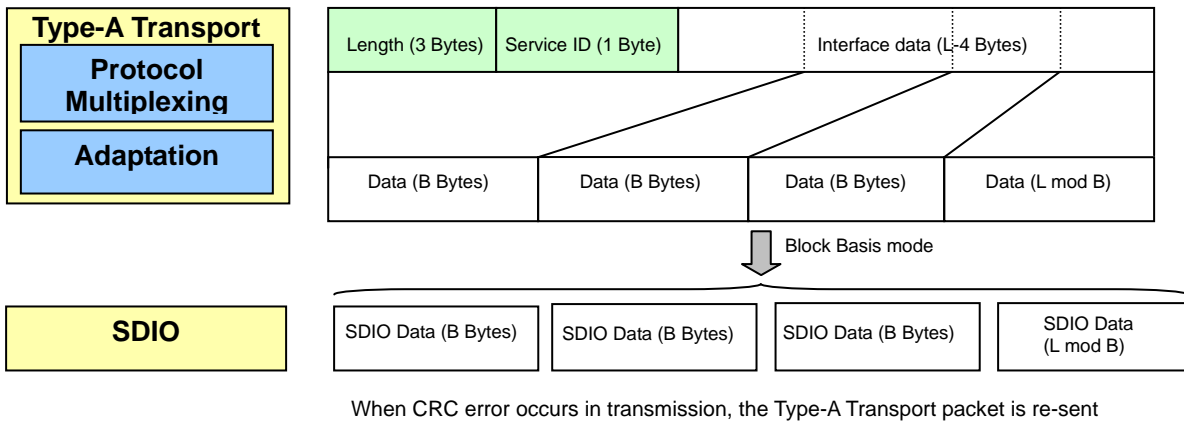 Type-A Transport
Protocol
Multiplexing
Adaptation
Length (3 Bytes)
Service ID (1 Byte)
Interface data (L-4 Bytes)
Data (B Bytes)
Data (B Bytes)
Data (B Bytes)
Data (L mod B)
Block Basis mode
SDIO
SDIO Data (B Bytes)
SDIO Data (B Bytes)
SDIO Data (B Bytes)
SDIO Data
(L mod B)
When CRC error occurs in transmission, the Type-A Transport packet is re-sent